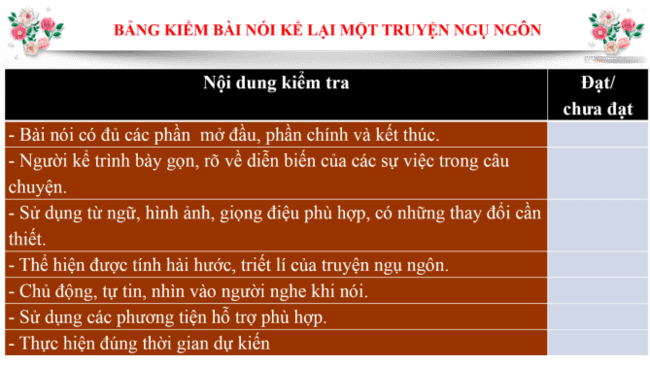 BẢNG KIỂM BÀI NÓI KỂ LẠI MỘT TRUYỆN NGỤ NGÔN
Nội dung kiểm tra
Đạt/
chưa đạt
- Bài nói có đủ các phần mở đầu, phần chính và kết thúc.
- Người kể trình bày gọn, rõ về diễn biến của các sự việc trong câu
chuyện.
- Sử dụng từ ngữ, hình ảnh, giọng điệu phù hợp, có những thay đổi cần
thiết.
- Thể hiện được tính hài hước, triết lí của truyện ngụ ngôn.
- Chủ động, tự tin, nhìn vào người nghe khi nói.
- Sử dụng các phương tiện hỗ trợ phù hợp.
- Thực hiện đúng thời gian dự kiến